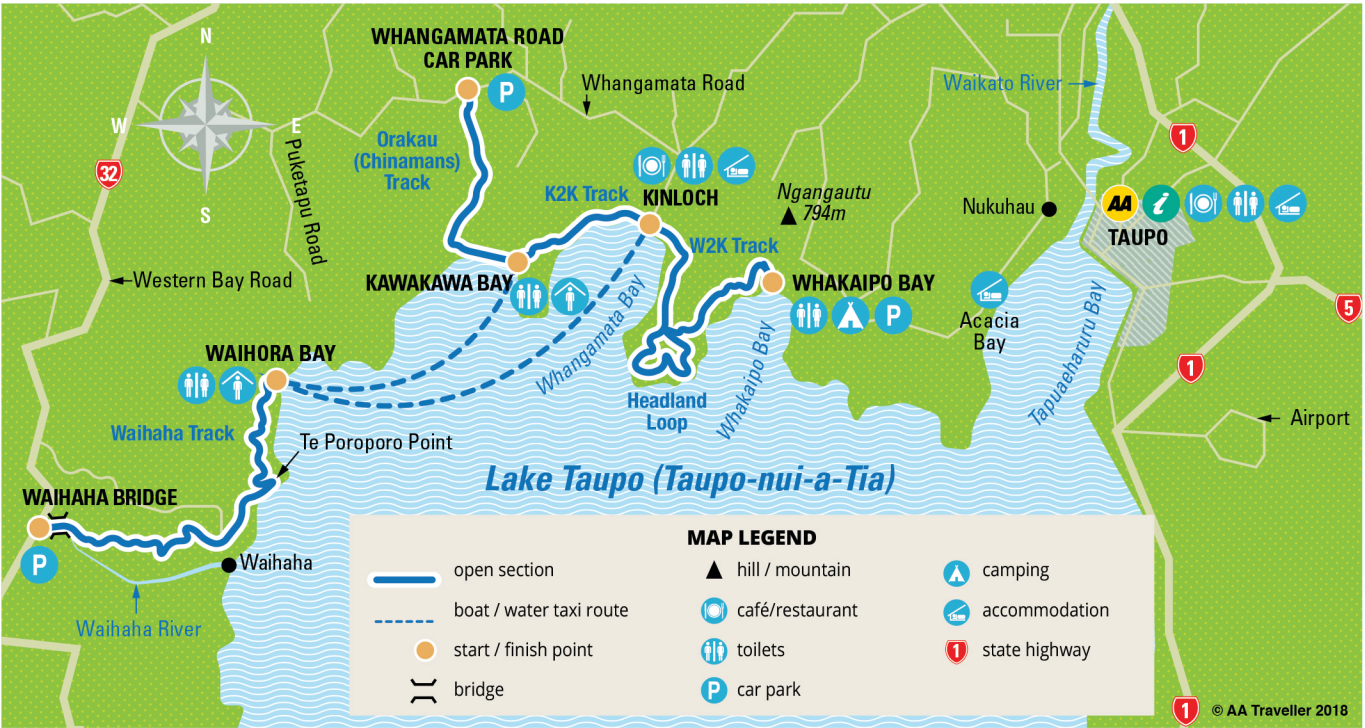 WHANGAMATA ROAD
CAR PARK
P
Whangamata Road
Waikato River
N
W
E
S
Orakau
(Chinamans)
Track
Puketapu Road
32
1
K2K Track
KINLOCH
Ngangautu
794m
Nukuhau
AA
i
TAUPO
W2K Track
Western Bay Road
KAWAKAWA BAY
WHAKAIPO BAY
P
5
Acacia
Bay
Whangamata Bay
Whakaipo Bay
Tapuaeharuru Bay
WAIHORA BAY
1
Headland
Loop
Airport
Waihaha Track
Te Poroporo Point
Lake Taupo (Taupo-nui-a-Tia)
WAIHAHA BRIDGE
P
Waihaha
Waihaha River
MAP LEGEND
open section
boat / water taxi route
start / finish point
bridge
hill / mountain
café/restaurant
toilets
P car park
camping
accommodation
1 state highway
1
© AA Traveller 2018